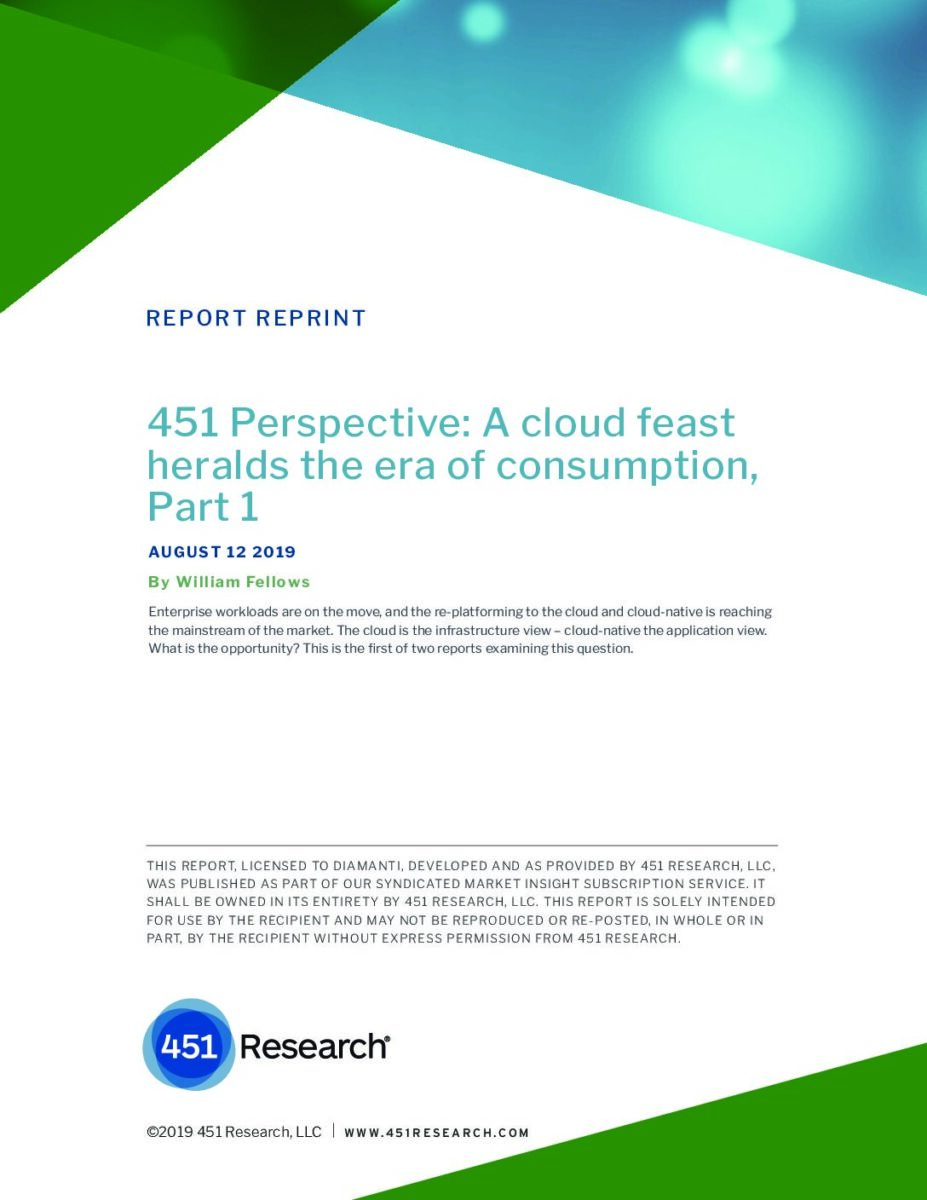 REPORT REPRINT
451 Perspective: A cloud feast
heralds the era of consumption,
Part 1
AUGUST 12 2019
By William Fellows
Enterprise workloads are on the move, and the re-platforming to the cloud and cloud-native is reaching
the mainstream of the market. The cloud is the infrastructure view – cloud-native the application view.
What is the opportunity? This is the first of two reports examining this question.
THIS REPORT, LICENSED TO DIAMANTI, DEVELOPED AND AS PROVIDED BY 451 RESEARCH, LLC,
WAS PUBLISHED AS PART OF OUR SYNDICATED MARKET INSIGHT SUBSCRIPTION SERVICE. IT
SHALL BE OWNED IN ITS ENTIRETY BY 451 RESEARCH, LLC. THIS REPORT IS SOLELY INTENDED
FOR USE BY THE RECIPIENT AND MAY NOT BE REPRODUCED OR RE-POSTED, IN WHOLE OR IN
PART, BY THE RECIPIENT WITHOUT EXPRESS PERMISSION FROM 451 RESEARCH.
451 Research®
©2019 451 Research, LLC | WWW.451RESEARCH.COM